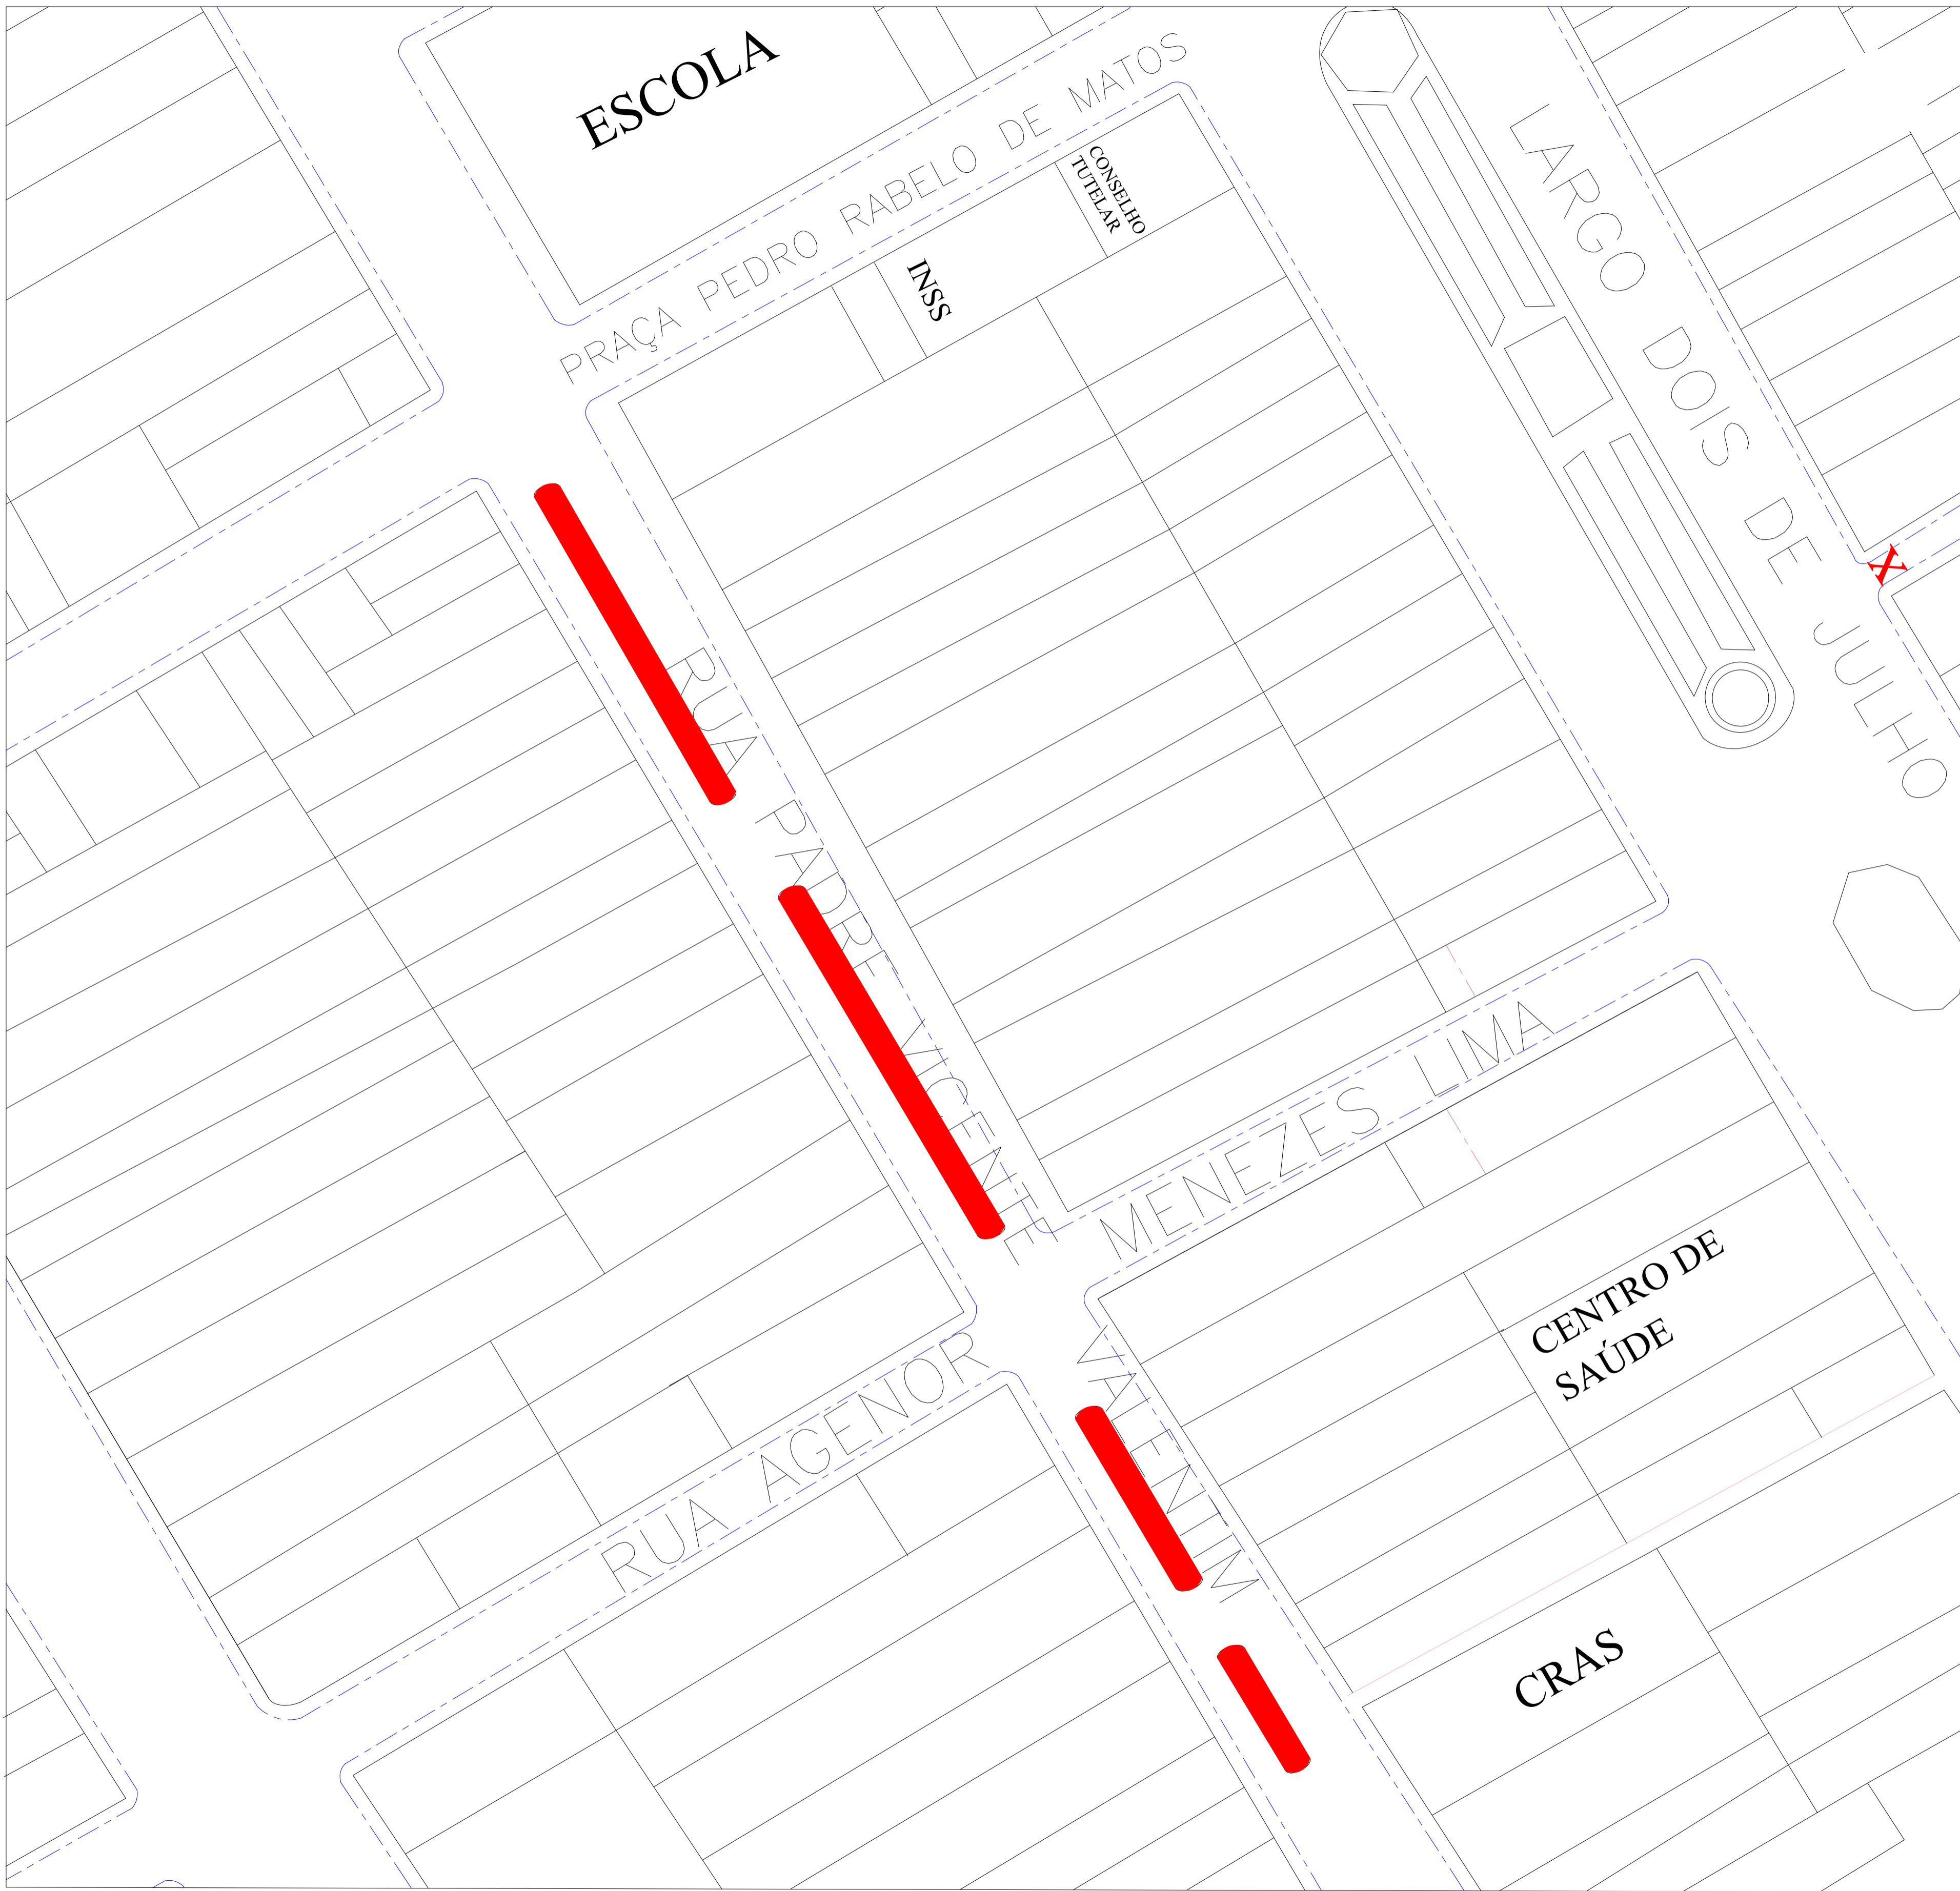 ESCOLA
PRAÇA PEDRO RABELO DE MATOS
CONSELHO
TUTELAR
INSS
LARGO DOIS DE JULHO
X
RUA PADRE VICENTE VALENTIM
RUA AGENOR MENEZES LIMA
CENTRO DE
SAÚDE
CRAS